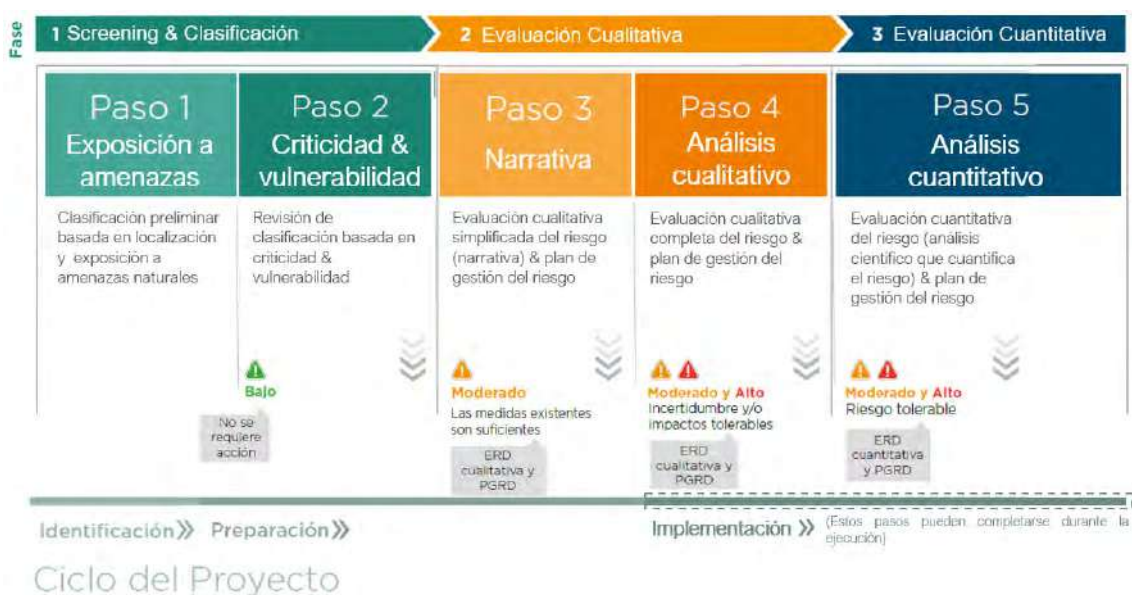 Fase
1 Screening & Clasificación
2 Evaluación Cualitativa
3 Evaluación Cuantitativa
Paso 1
Exposición a
amenazas
Paso 2
Criticidad &
vulnerabilidad
Paso 3
Narrativa
Paso 4
Análisis
cualitativo
Paso 5
Análisis
cuantitativo
Clasificación preliminar
basada en localización
y exposición a
amenazas naturales
Revisión de
clasificación basada en
criticidad &
vulnerabilidad
Evaluación cualitativa
simplificada del riesgo
(narrativa) & plan de
gestión del riesgo
Evaluación cualitativa
completa del riesgo &
plan de gestión del
riesgo
Evaluación cuantitativa
del riesgo (análisis
científico que cuantifica
el riesgo) & plan de
gestión del riesgo
Bajo
No se
requiere
acción
Moderado
Las medidas existentes
son suficientes
ERD
cualitativa y
PGRD
Moderado y Alto
Incertidumbre y/o
impactos tolerables
ERD
cualitativa y
PGRD
Moderado y Alto
Riesgo tolerable
ERD
cuantitativa
y PGRD
Identificación
Preparación
Implementación
(Estos pasos pueden completarse durante la
ejecución)
Ciclo del Proyecto